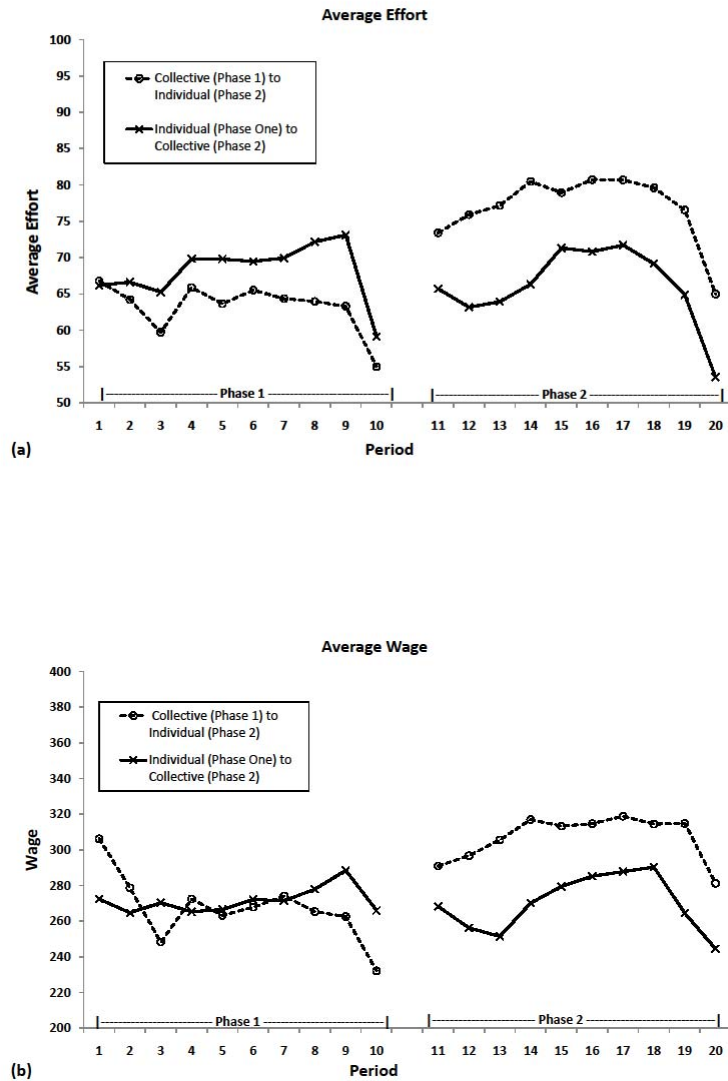 Average Effort
100
95
90
85
80
75
70
65
60
55
50
Average Effort
Collective (Phase 1) to
Individual (Phase 2)
Individual (Phase One) to
Collective (Phase 2)
|------------------------- Phase 1 -----------------------------|
|------------------------- Phase 2 -----------------------------|
1 2 3 4 5 6 7 8 9 10 11 12 13 14 15 16 17 18 19 20
(a)
Period
Average Wage
400
380
360
340
320
300
280
260
240
220
200
Wage
Collective (Phase 1) to
Individual (Phase 2)
Individual (Phase One) to
Collective (Phase 2)
|------------------------- Phase 1 -----------------------------|
|------------------------- Phase 2 -----------------------------|
1 2 3 4 5 6 7 8 9 10 11 12 13 14 15 16 17 18 19 20
(b)
Period